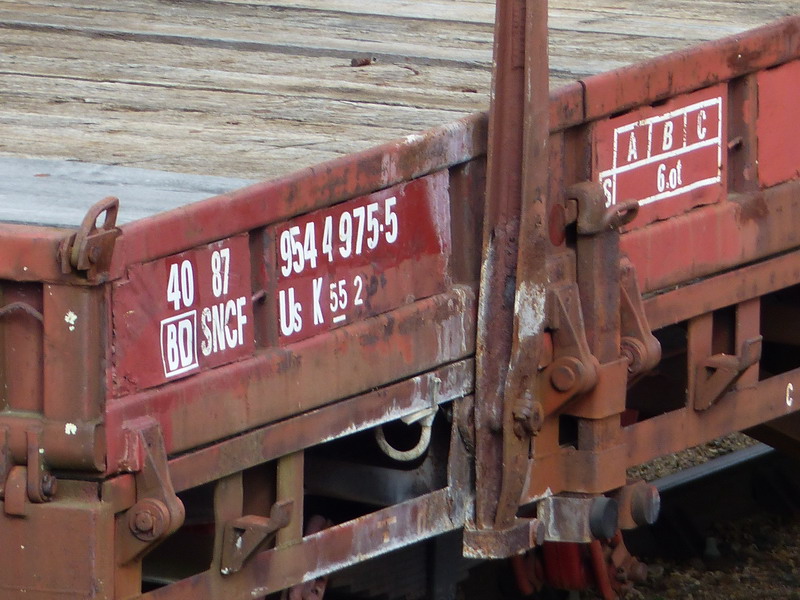 40 87
BD SNCF
954 4 975-5
Us K 55 2
A B C
S 6,0t
C